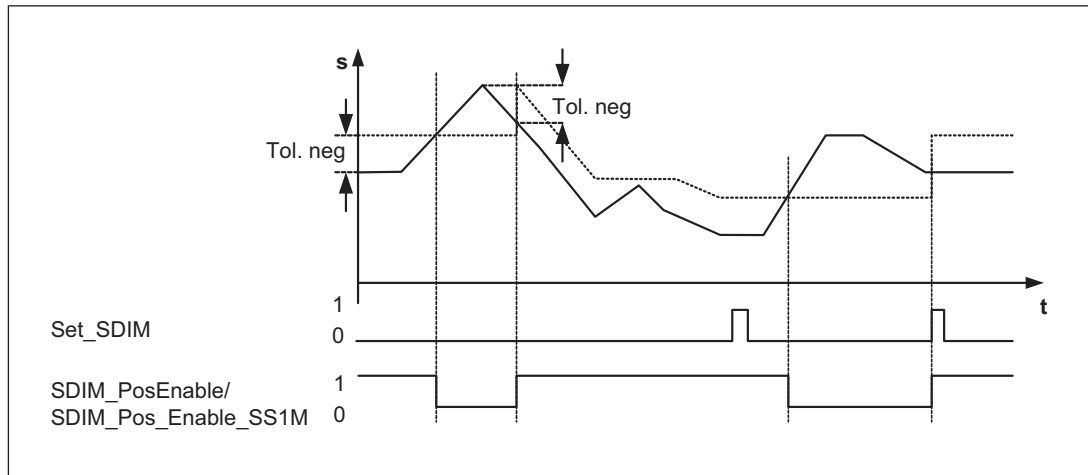 s
Tol. neg
Tol. neg
t
1
Set_SDIM
0
1
SDIM_PosEnable/
SDIM_Pos_Enable_SS1M
0